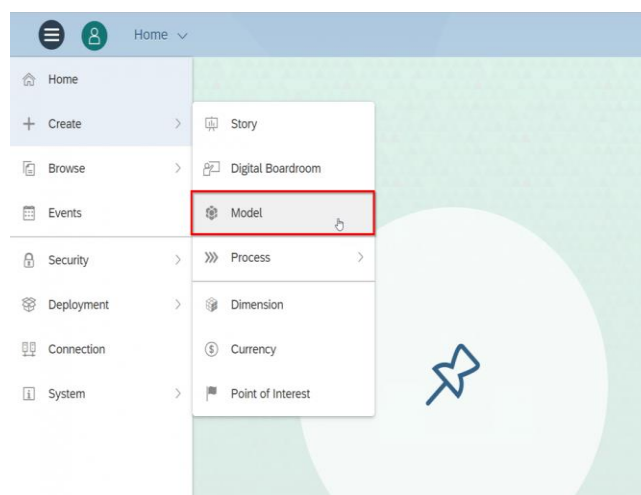 Home
Home
Create
Browse
Events
Security
Deployment
Connection
System
Story
Digital Boardroom
Model
Process
Dimension
Currency
Point of Interest